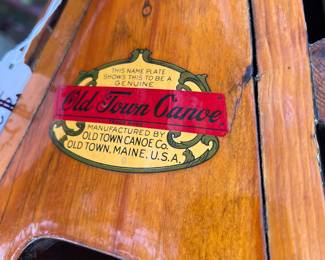 THIS NAME PLATE
SHOWS THIS TO BE A
GENUINE
Old Town Canoe
MANUFACTURED BY
OLD TOWN CANOE Co.
OLD TOWN, MAINE, U.S.A.